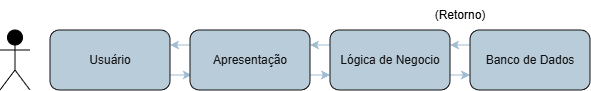 (Retorno)
Usuário
Apresentação
Lógica de Negocio
Banco de Dados